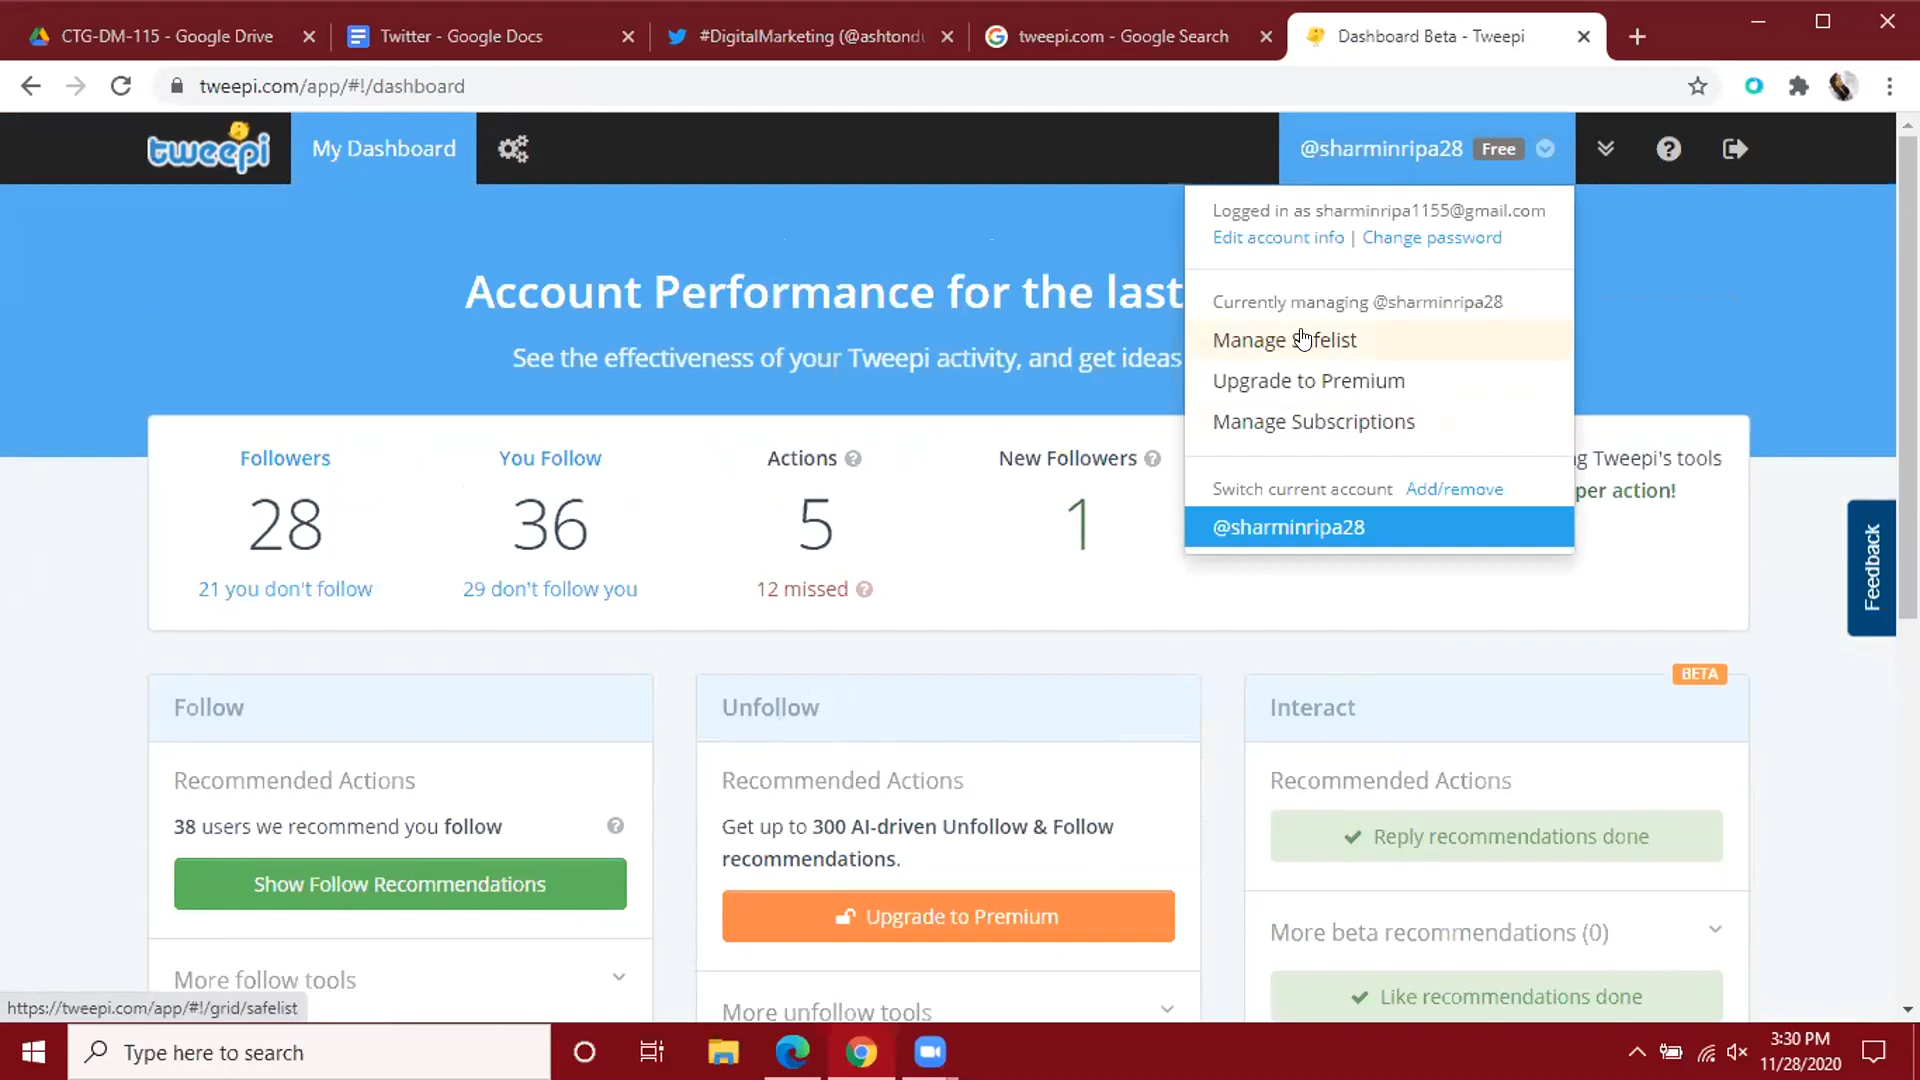 CTG-DM-115 - Google Drive
Twitter - Google Docs
#DigitalMarketing (@ashtondu
tweepi.com - Google Search
Dashboard Beta - Tweepi
tweepi.com/app/#!/dashboard
tweepi
My Dashboard
@sharminripa28 Free
Logged in as sharminripa1155@gmail.com
Edit account info | Change password
Account Performance for the last
Currently managing @sharminripa28
Manage Safelist
See the effectiveness of your Tweepi activity, and get ideas
Upgrade to Premium
Manage Subscriptions
Followers
You Follow
Actions
New Followers
g Tweepi's tools
Switch current account Add/remove
per action!
28
36
5
1
@sharminripa28
21 you don't follow
29 don't follow you
12 missed
Feedback
BETA
Follow
Unfollow
Interact
Recommended Actions
Recommended Actions
Recommended Actions
38 users we recommend you follow
Get up to 300 AI-driven Unfollow & Follow
recommendations.
Reply recommendations done
Show Follow Recommendations
Upgrade to Premium
More beta recommendations (0)
More follow tools
More unfollow tools
Like recommendations done
https://tweepi.com/app/#!/grid/safelist
Type here to search
3:30 PM
11/28/2020